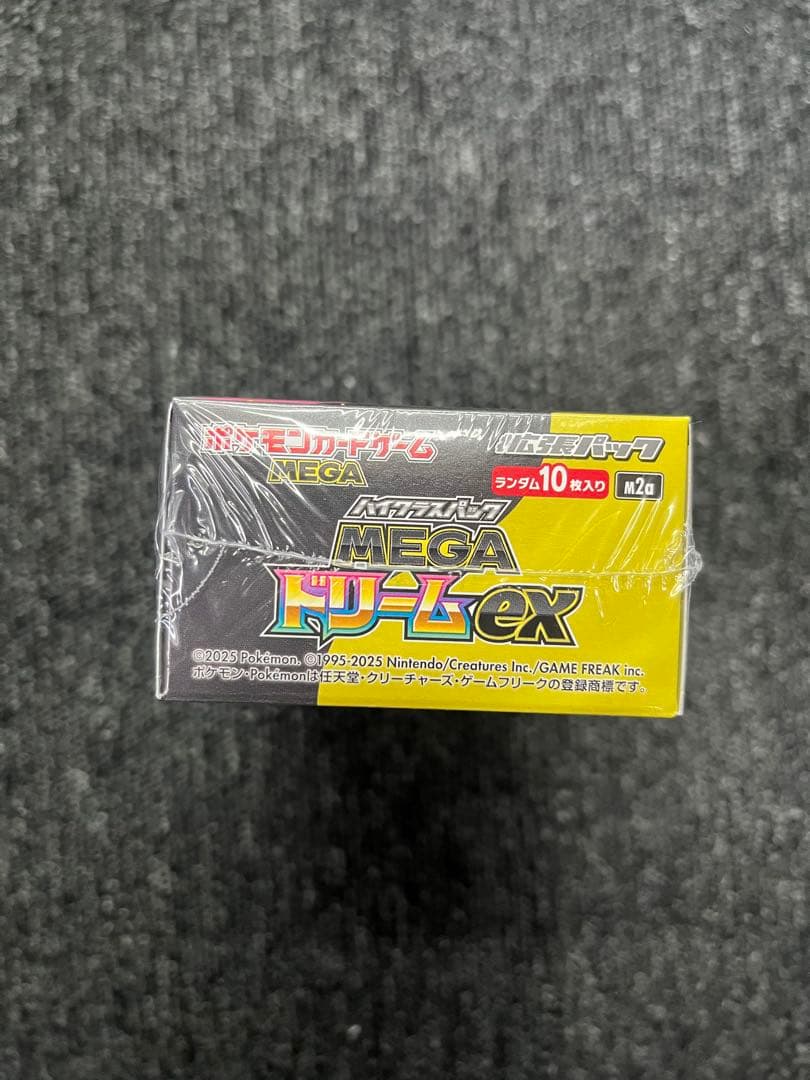 ポケモンカードゲーム
MEGA
拡張パック
ランダム10枚入り
M2a
ハイクラスパック
MEGA
ドリームex
©2025 Pokémon. ©1995-2025 Nintendo/Creatures Inc./GAME FREAK inc.
ポケモン・Pokémonは任天堂・クリーチャーズ・ゲームフリークの登録商標です。